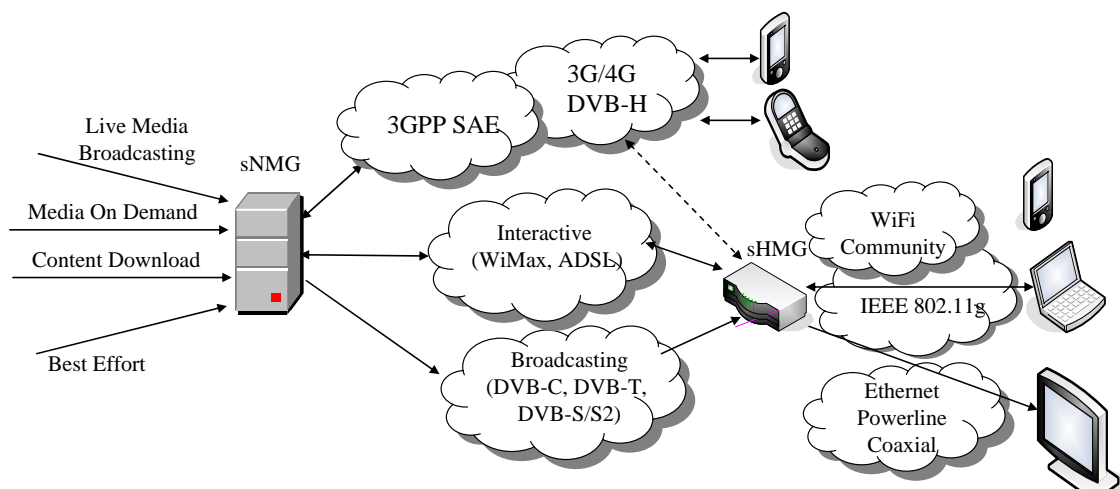 Live Media
Broadcasting
sNMG
Media On Demand
Content Download
Best Effort
3GPP SAE
3G/4G
DVB-H
Interactive
(WiMax, ADSL)
Broadcasting
(DVB-C, DVB-T,
DVB-S/S2)
sHMG
WiFi
Community
IEEE 802.11g
Ethernet
Powerline
Coaxial